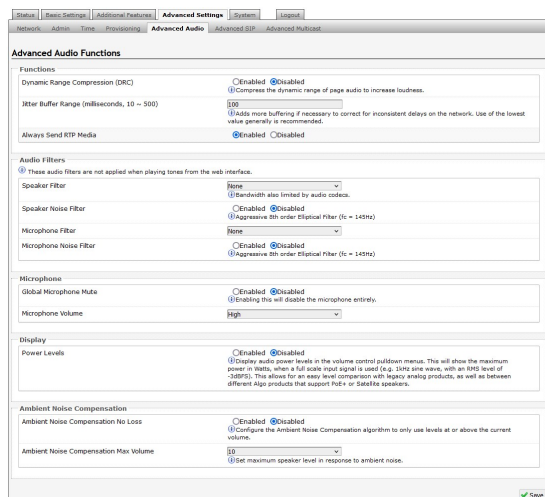 Status Basic Settings Additional Features Advanced Settings System Logout
Network Admin Time Provisioning Advanced Audio Advanced SIP Advanced Multicast
Advanced Audio Functions
Functions
Dynamic Range Compression (DRC) Enabled Disabled
Compress the dynamic range of page audio to increase loudness.
Jitter Buffer Range (milliseconds, 10 ~ 500) 100
Adds more buffering if necessary to correct for inconsistent delays on the network. Use of the lowest
value generally is recommended.
Always Send RTP Media Enabled Disabled
Audio Filters
These audio filters are not applied when playing tones from the web interface.
Speaker Filter None
Bandwidth also limited by audio codecs.
Speaker Noise Filter Enabled Disabled
Aggressive 8th order Elliptical Filter (fc = 145Hz)
Microphone Filter None
Microphone Noise Filter Enabled Disabled
Aggressive 8th order Elliptical Filter (fc = 145Hz)
Microphone
Global Microphone Mute Enabled Disabled
Enabling this will disable the microphone entirely.
Microphone Volume High
Display
Power Levels Enabled Disabled
Display audio power levels in the volume control pulldown menus. This will show the maximum
power in Watts, when a full scale input signal is used (e.g. 1kHz sine wave, with an RMS level of
-3dBFS). This allows for an easy level comparison with legacy analog products, as well as between
different Algo products that support PoE+ or Satellite speakers.
Ambient Noise Compensation
Ambient Noise Compensation No Loss Enabled Disabled
Configure the Ambient Noise Compensation algorithm to only use levels at or above the current
volume.
Ambient Noise Compensation Max Volume 10
Set maximum speaker level in response to ambient noise.
Save